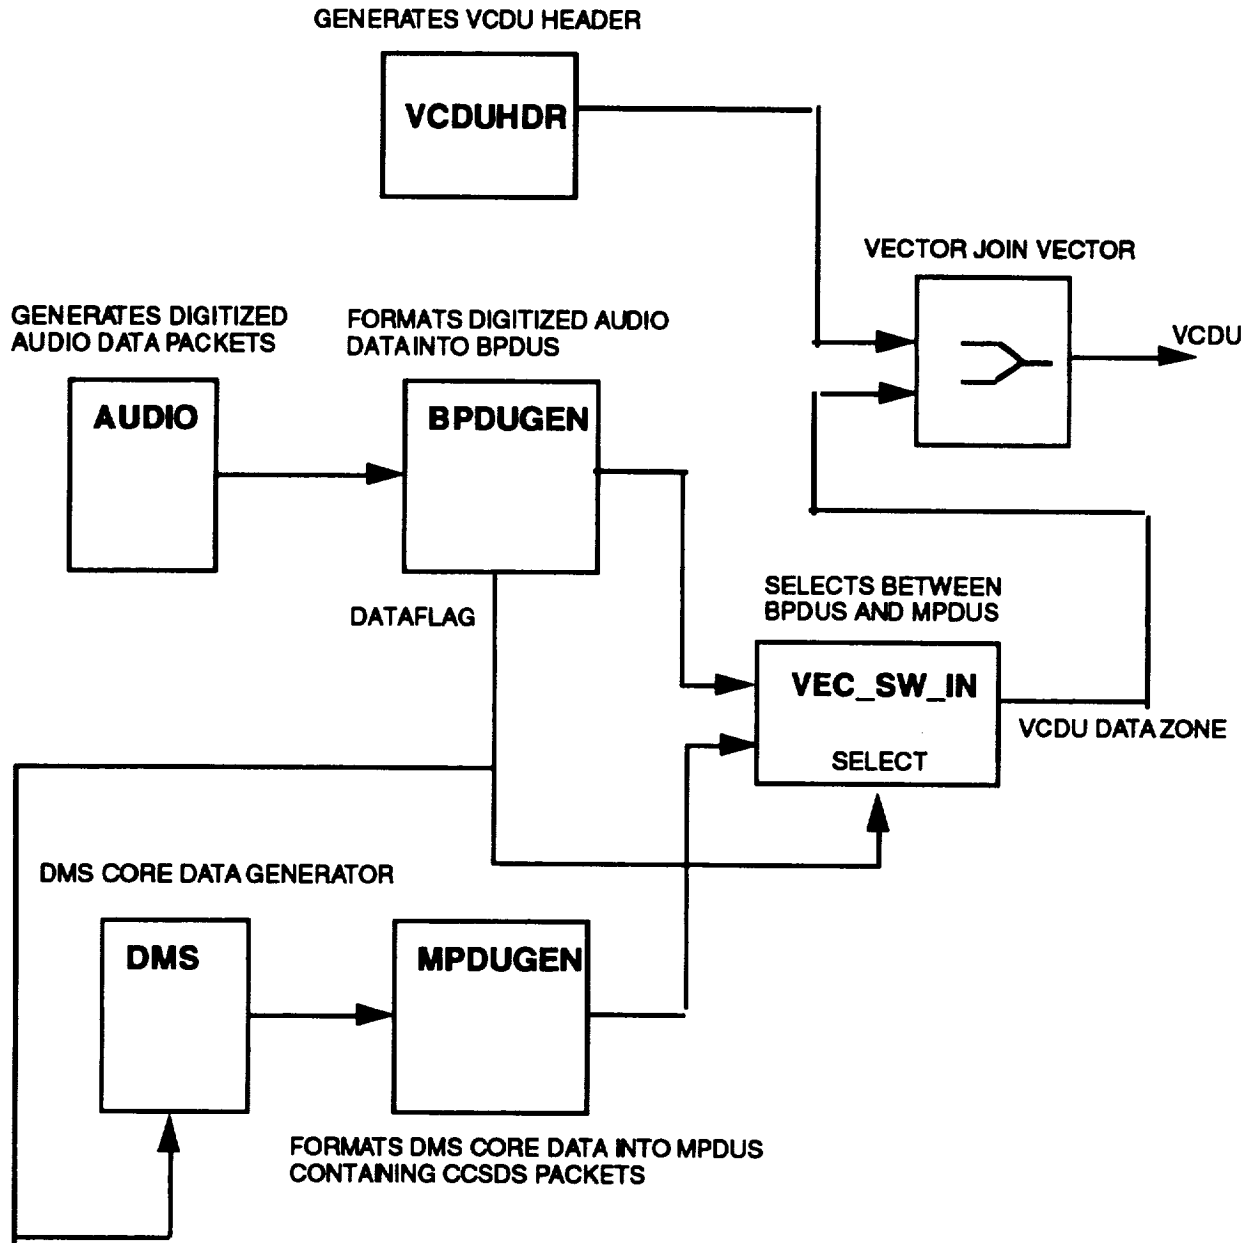 GENERATES VCDU HEADER
VCDUHDR
VECTOR JOIN VECTOR
VCDU
GENERATES DIGITIZED
AUDIO DATA PACKETS
AUDIO
FORMATS DIGITIZED AUDIO
DATA INTO BPDUS
BPDUGEN
DATAFLAG
SELECTS BETWEEN
BPDUS AND MPDUS
VEC_SW_IN
SELECT
VCDU DATA ZONE
DMS CORE DATA GENERATOR
DMS
MPDUGEN
FORMATS DMS CORE DATA INTO MPDUS
CONTAINING CCSDS PACKETS